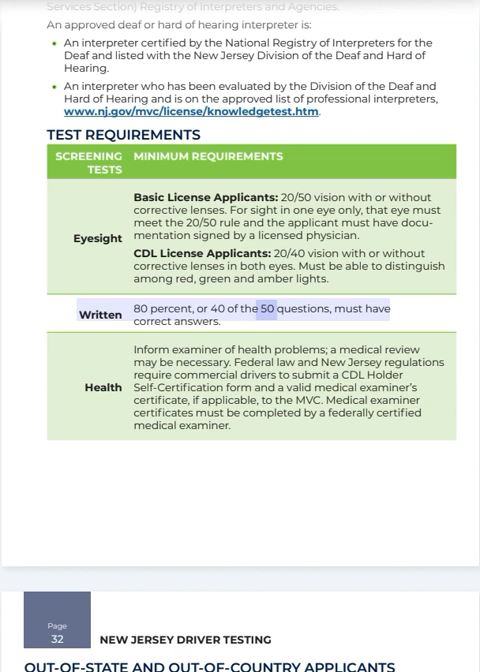 Services Section) Registry of Interpreters and Agencies.
An approved deaf or hard of hearing interpreter is:
• An interpreter certified by the National Registry of Interpreters for the
Deaf and listed with the New Jersey Division of the Deaf and Hard of
Hearing.
• An interpreter who has been evaluated by the Division of the Deaf and
Hard of Hearing and is on the approved list of professional interpreters,
www.nj.gov/mvc/license/knowledgetest.htm.
TEST REQUIREMENTS
SCREENING TESTS
MINIMUM REQUIREMENTS
Eyesight
Basic License Applicants: 20/50 vision with or without
corrective lenses. For sight in one eye only, that eye must
meet the 20/50 rule and the applicant must have docu-
mentation signed by a licensed physician.
CDL License Applicants: 20/40 vision with or without
corrective lenses in both eyes. Must be able to distinguish
among red, green and amber lights.
Written
80 percent, or 40 of the 50 questions, must have
correct answers.
Health
Inform examiner of health problems; a medical review
may be necessary. Federal law and New Jersey regulations
require commercial drivers to submit a CDL Holder
Self-Certification form and a valid medical examiner's
certificate, if applicable, to the MVC. Medical examiner
certificates must be completed by a federally certified
medical examiner.
Page
32
NEW JERSEY DRIVER TESTING
OUT-OF-STATE AND OUT-OF-COUNTRY APPLICANTS